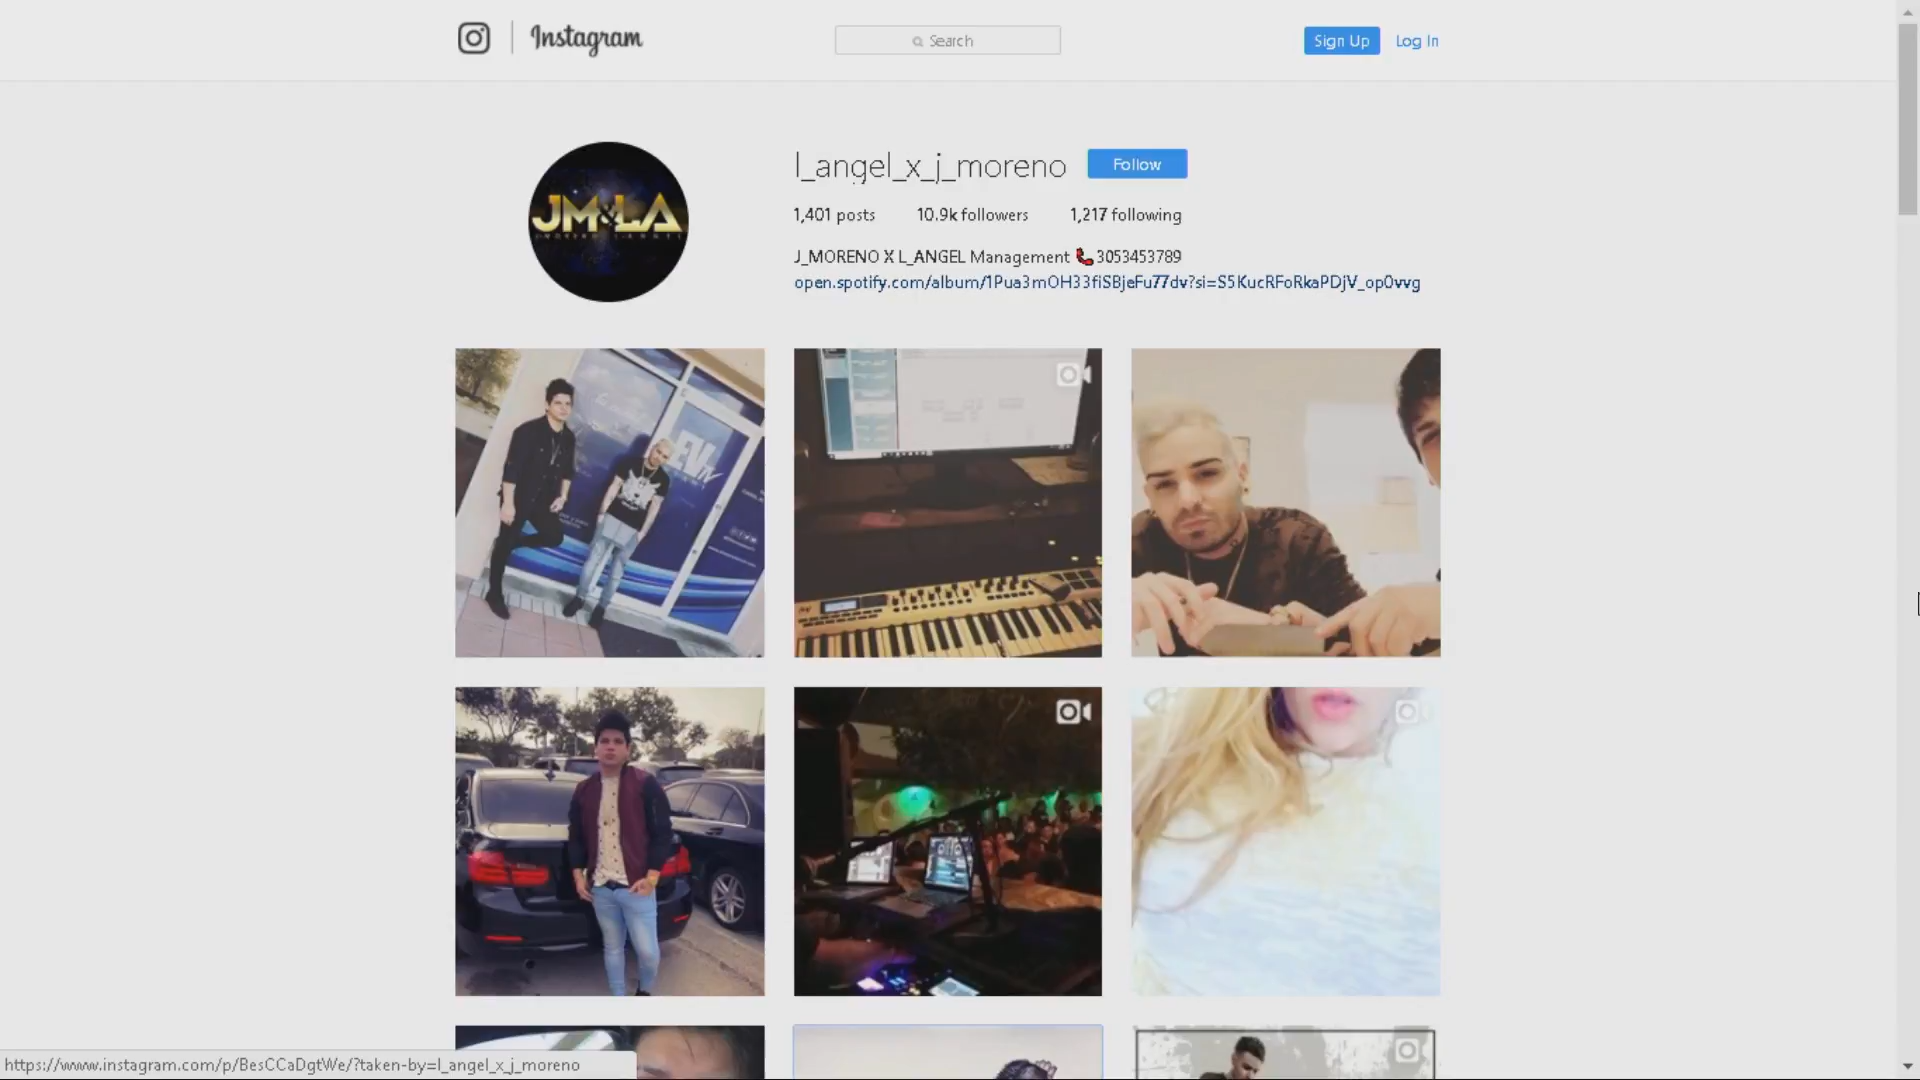 Instagram
Search
Sign Up
Log In
l_angel_x_j_moreno
Follow
1,401 posts
10.9k followers
1,217 following
J_MORENO X L_ANGEL Management 📞3053453789
open.spotify.com/album/1Pua3mOH33fiSBjeFu77dv?si=S5KucRFoRkaPDjV_op0vvg
JM&LA
EVTV
https://www.instagram.com/p/BesCCaDgtWe/?taken-by=l_angel_x_j_moreno